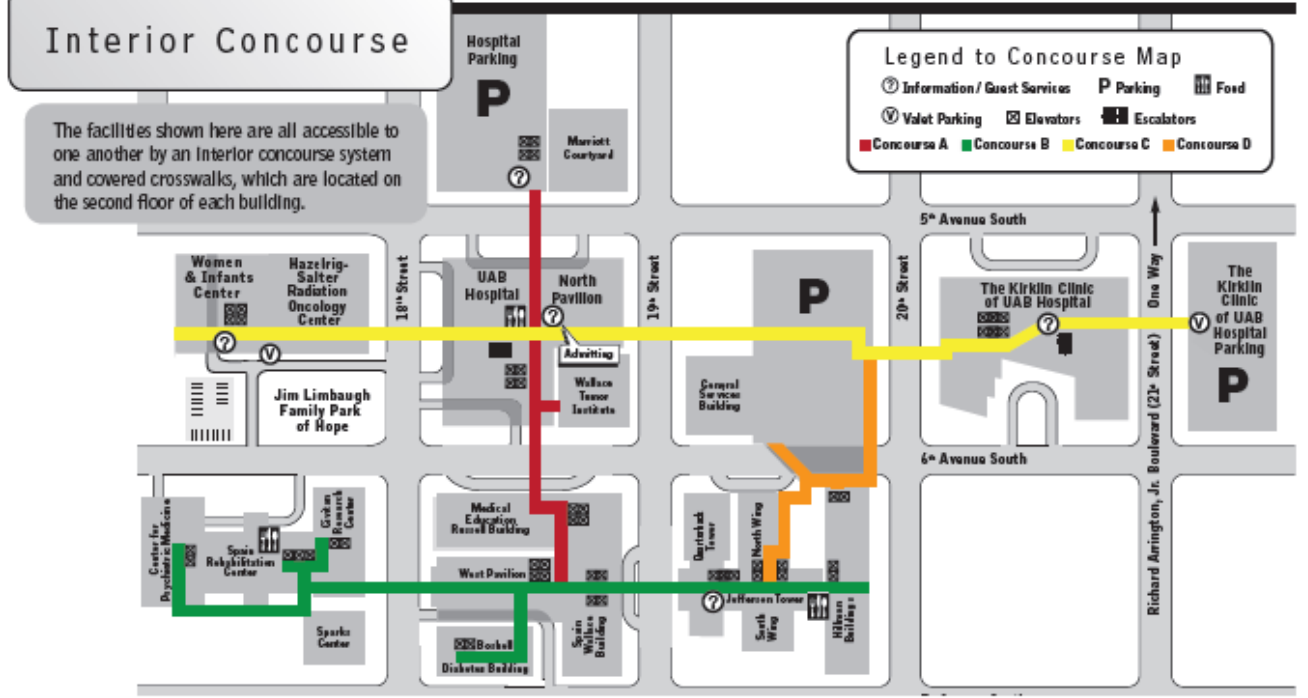 Interior Concourse
The facilities shown here are all accessible to
one another by an interior concourse system
and covered crosswalks, which are located on
the second floor of each building.
Hospital
Parking
P
Marriott
Courtyard
Legend to Concourse Map
? Information / Guest Services
P Parking
Food
V Valet Parking
Elevators
Escalators
Concourse A
Concourse B
Concourse C
Concourse D
5th Avenue South
Women
& Infants
Center
Hazelrig-
Salter
Radiation
Oncology
Center
18th Street
UAB
Hospital
North
Pavilion
Admitting
Wallace
Tumor
Institute
19th Street
P
General
Services
Building
20th Street
The Kirklin Clinic
of UAB Hospital
Richard Arrington, Jr. Boulevard (21st Street) One Way
The
Kirklin
Clinic
of UAB
Hospital
Parking
P
?
?
V
?
?
V
Jim Limbaugh
Family Park
of Hope
6th Avenue South
Center for
Psychiatric Medicine
Spain
Rehabilitation
Center
Civitan
Research
Center
Sparks
Center
Medical
Education
Russell Building
West Pavilion
Boshell
Diabetes Building
Spain
Wallace
Building
Quarterback
Tower
North Wing
?
Jefferson Tower
South
Wing
Hillman
Buildings